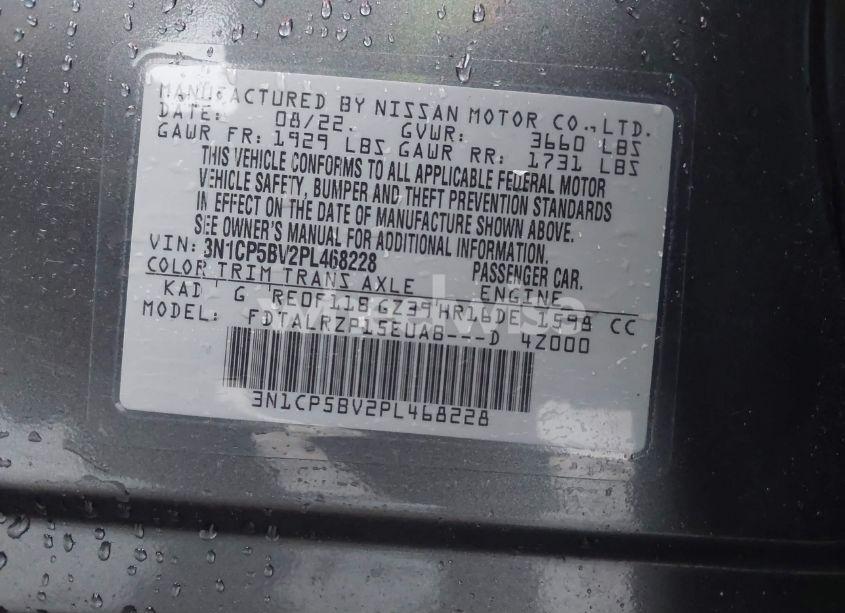 MANUFACTURED BY NISSAN MOTOR CO., LTD.
DATE: 08/22. GVWR: 3660 LBS
GAWR FR: 1929 LBS GAWR RR: 1731 LBS
THIS VEHICLE CONFORMS TO ALL APPLICABLE FEDERAL MOTOR
VEHICLE SAFETY, BUMPER AND THEFT PREVENTION STANDARDS
IN EFFECT ON THE DATE OF MANUFACTURE SHOWN ABOVE.
SEE OWNER'S MANUAL FOR ADDITIONAL INFORMATION.
VIN: 3N1CP5BV2PL468228 PASSENGER CAR.
COLOR TRIM TRANS AXLE ENGINE
KAD G RE0F11B GZ39 HR16DE 1598 CC
MODEL: FDTALRZP15EUAB---D 4Z000
3N1CP5BV2PL468228